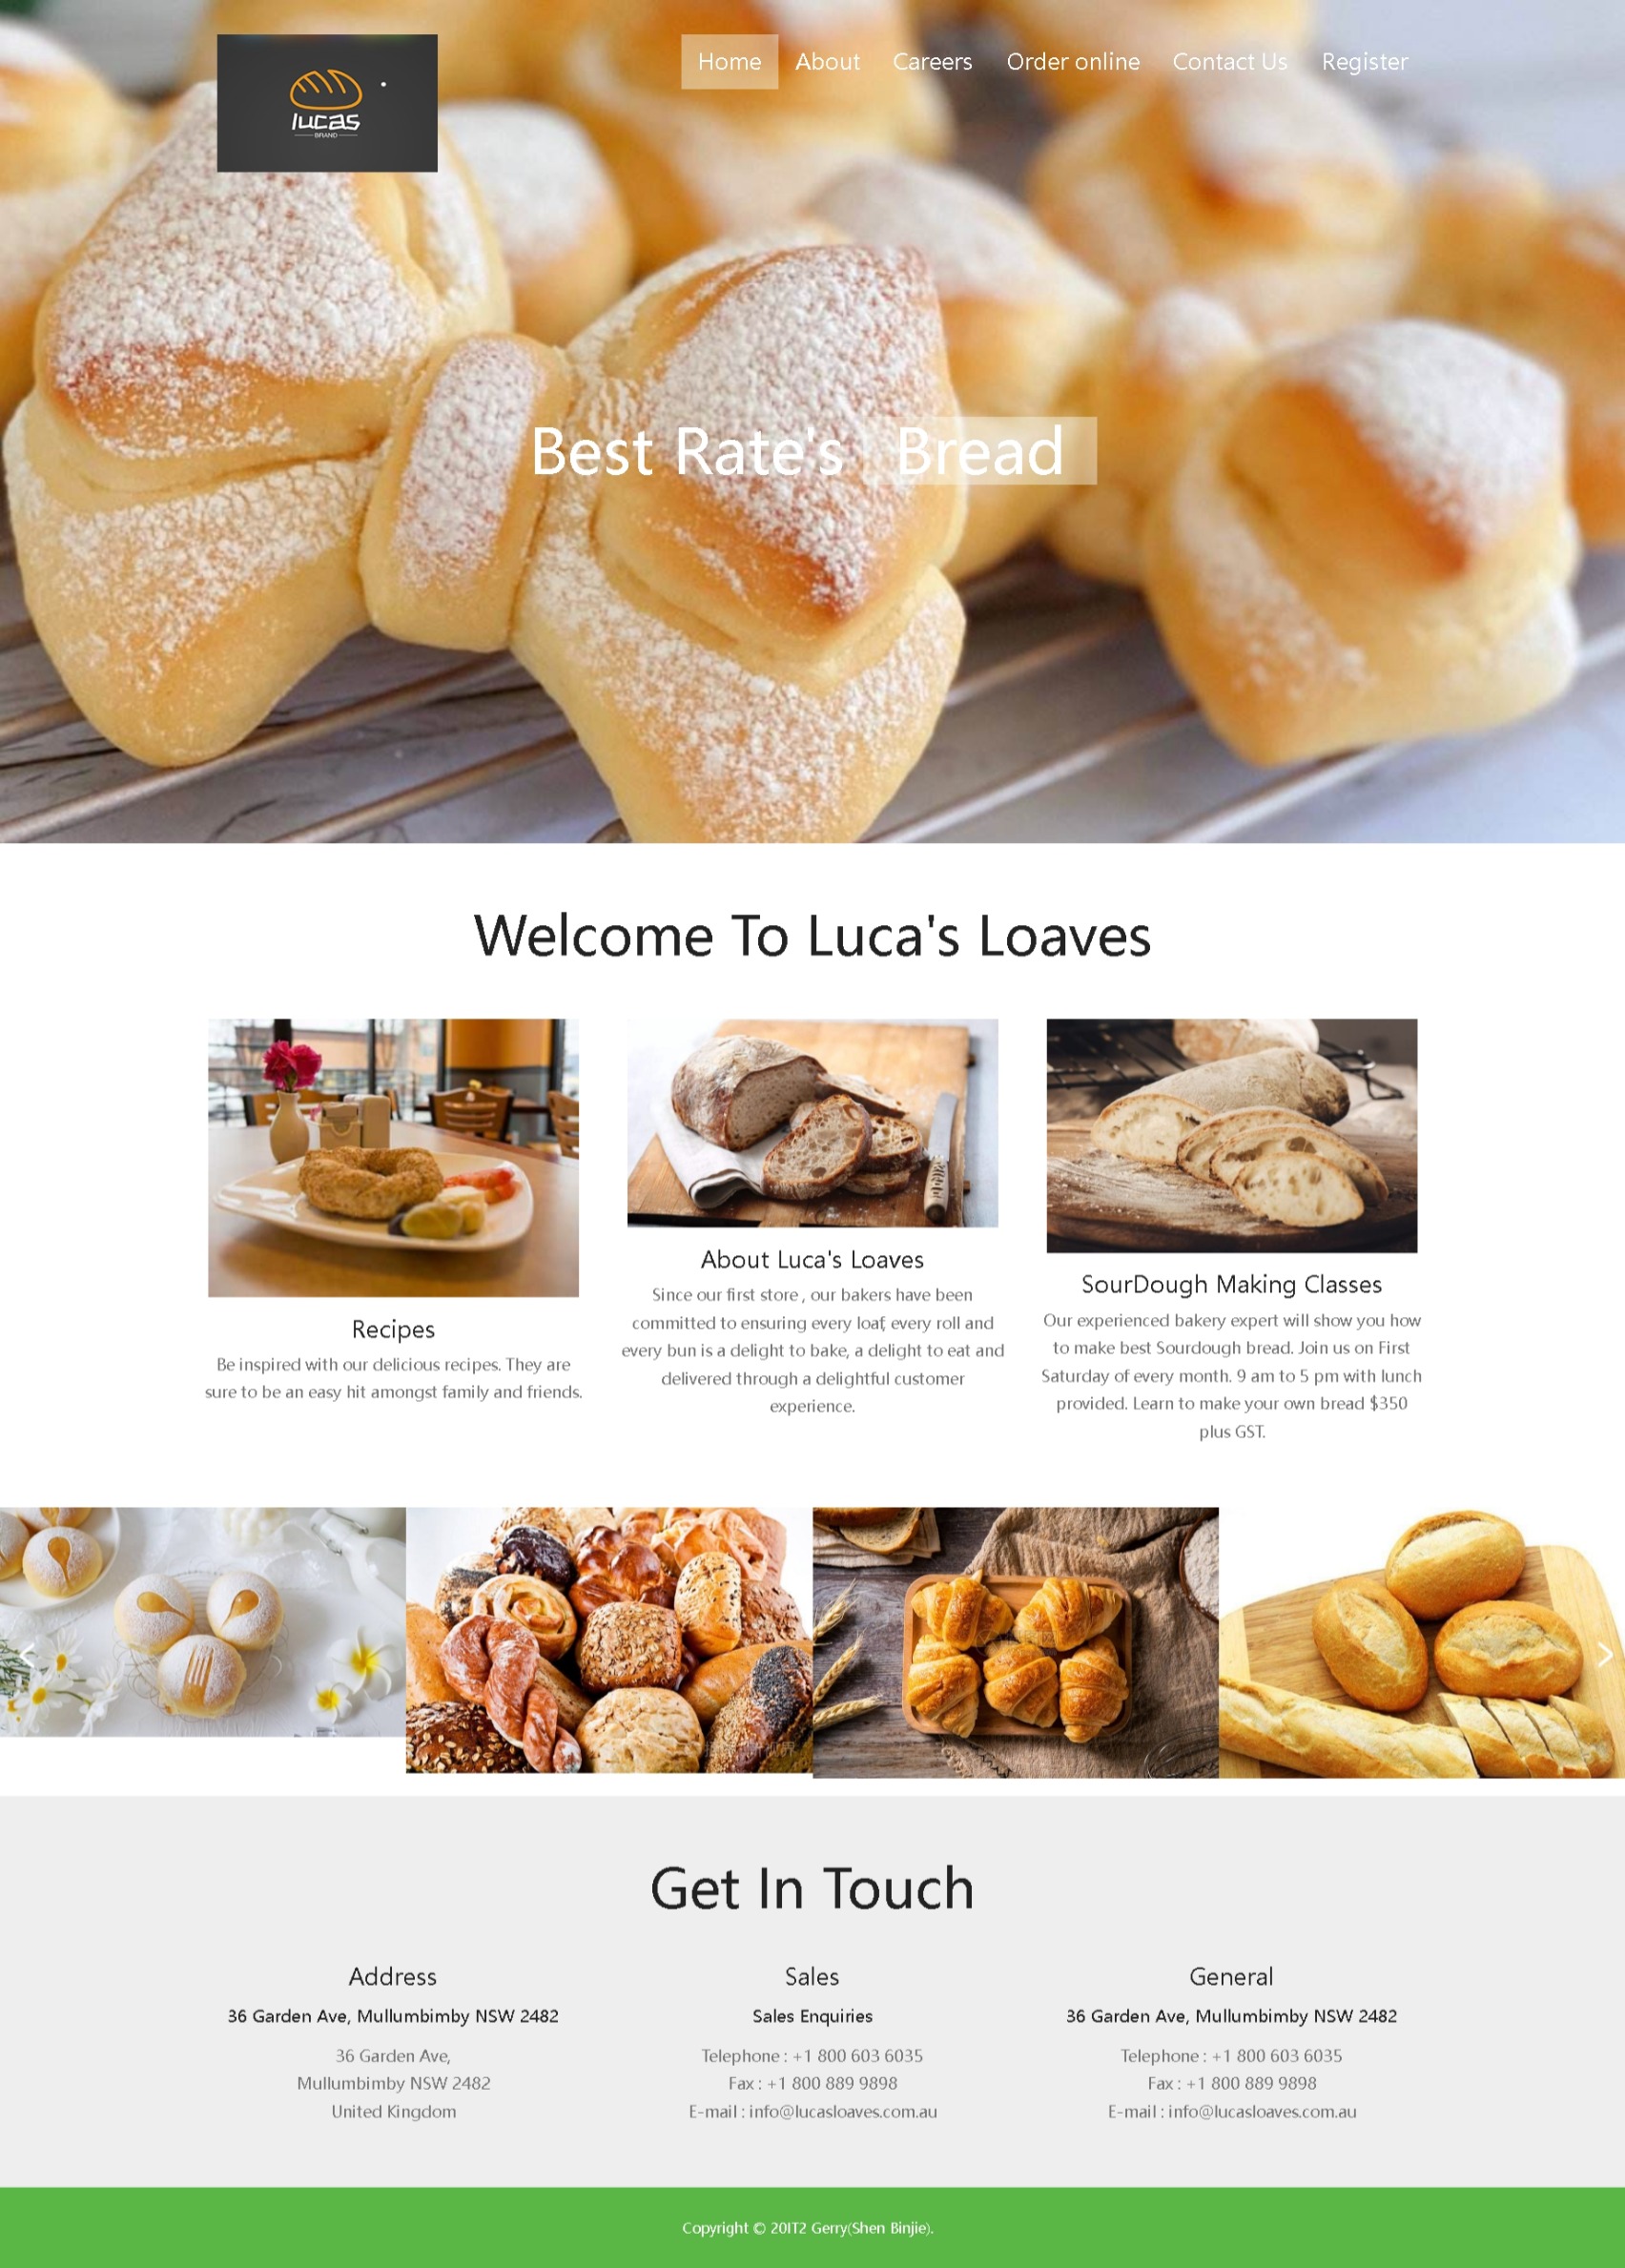 lucas
BRAND
Home About Careers Order online Contact Us Register
Best Rate's Bread
Welcome To Luca's Loaves
Recipes
Be inspired with our delicious recipes. They are
sure to be an easy hit amongst family and friends.
About Luca's Loaves
Since our first store , our bakers have been
committed to ensuring every loaf, every roll and
every bun is a delight to bake, a delight to eat and
delivered through a delightful customer
experience.
SourDough Making Classes
Our experienced bakery expert will show you how
to make best Sourdough bread. Join us on First
Saturday of every month. 9 am to 5 pm with lunch
provided. Learn to make your own bread $350
plus GST.
Get In Touch
Address
36 Garden Ave, Mullumbimby NSW 2482
36 Garden Ave,
Mullumbimby NSW 2482
United Kingdom
Sales
Sales Enquiries
Telephone : +1 800 603 6035
Fax : +1 800 889 9898
E-mail : info@lucasloaves.com.au
General
36 Garden Ave, Mullumbimby NSW 2482
Telephone : +1 800 603 6035
Fax : +1 800 889 9898
E-mail : info@lucasloaves.com.au
Copyright © 20IT2 Gerry(Shen Binjie).